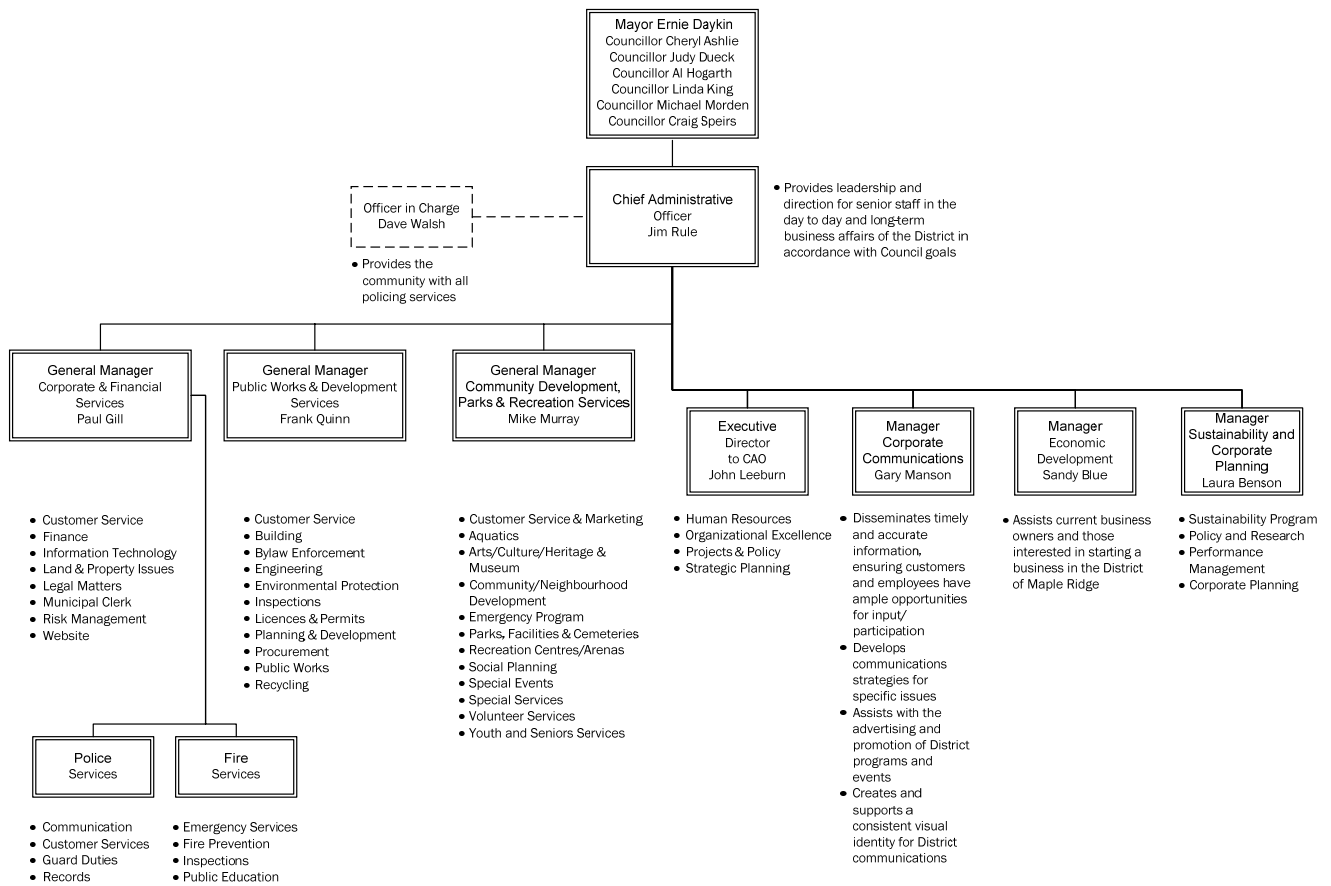 Mayor Ernie Daykin
Councillor Cheryl Ashlie
Councillor Judy Dueck
Councillor Al Hogarth
Councillor Linda King
Councillor Michael Morden
Councillor Craig Speirs
Chief Administrative
Officer
Jim Rule
• Provides leadership and
direction for senior staff in the
day to day and long-term
business affairs of the District in
accordance with Council goals
Officer in Charge
Dave Walsh
• Provides the
community with all
policing services
General Manager
Corporate & Financial
Services
Paul Gill
General Manager
Public Works & Development
Services
Frank Quinn
General Manager
Community Development,
Parks & Recreation Services
Mike Murray
Executive
Director
to CAO
John Leeburn
Manager
Corporate
Communications
Gary Manson
Manager
Economic
Development
Sandy Blue
Manager
Sustainability and
Corporate
Planning
Laura Benson
• Customer Service
• Finance
• Information Technology
• Land & Property Issues
• Legal Matters
• Municipal Clerk
• Risk Management
• Website
• Customer Service
• Building
• Bylaw Enforcement
• Engineering
• Environmental Protection
• Inspections
• Licences & Permits
• Planning & Development
• Procurement
• Public Works
• Recycling
• Customer Service & Marketing
• Aquatics
• Arts/Culture/Heritage &
Museum
• Community/Neighbourhood
Development
• Emergency Program
• Parks, Facilities & Cemeteries
• Recreation Centres/Arenas
• Social Planning
• Special Events
• Special Services
• Volunteer Services
• Youth and Seniors Services
• Human Resources
• Organizational Excellence
• Projects & Policy
• Strategic Planning
• Disseminates timely
and accurate
information,
ensuring customers
and employees have
ample opportunities
for input/
participation
• Develops
communications
strategies for
specific issues
• Assists with the
advertising and
promotion of District
programs and
events
• Creates and
supports a
consistent visual
identity for District
communications
• Assists current business
owners and those
interested in starting a
business in the District
of Maple Ridge
• Sustainability Program
• Policy and Research
• Performance
Management
• Corporate Planning
Police
Services
Fire
Services
• Communication
• Customer Services
• Guard Duties
• Records
• Emergency Services
• Fire Prevention
• Inspections
• Public Education